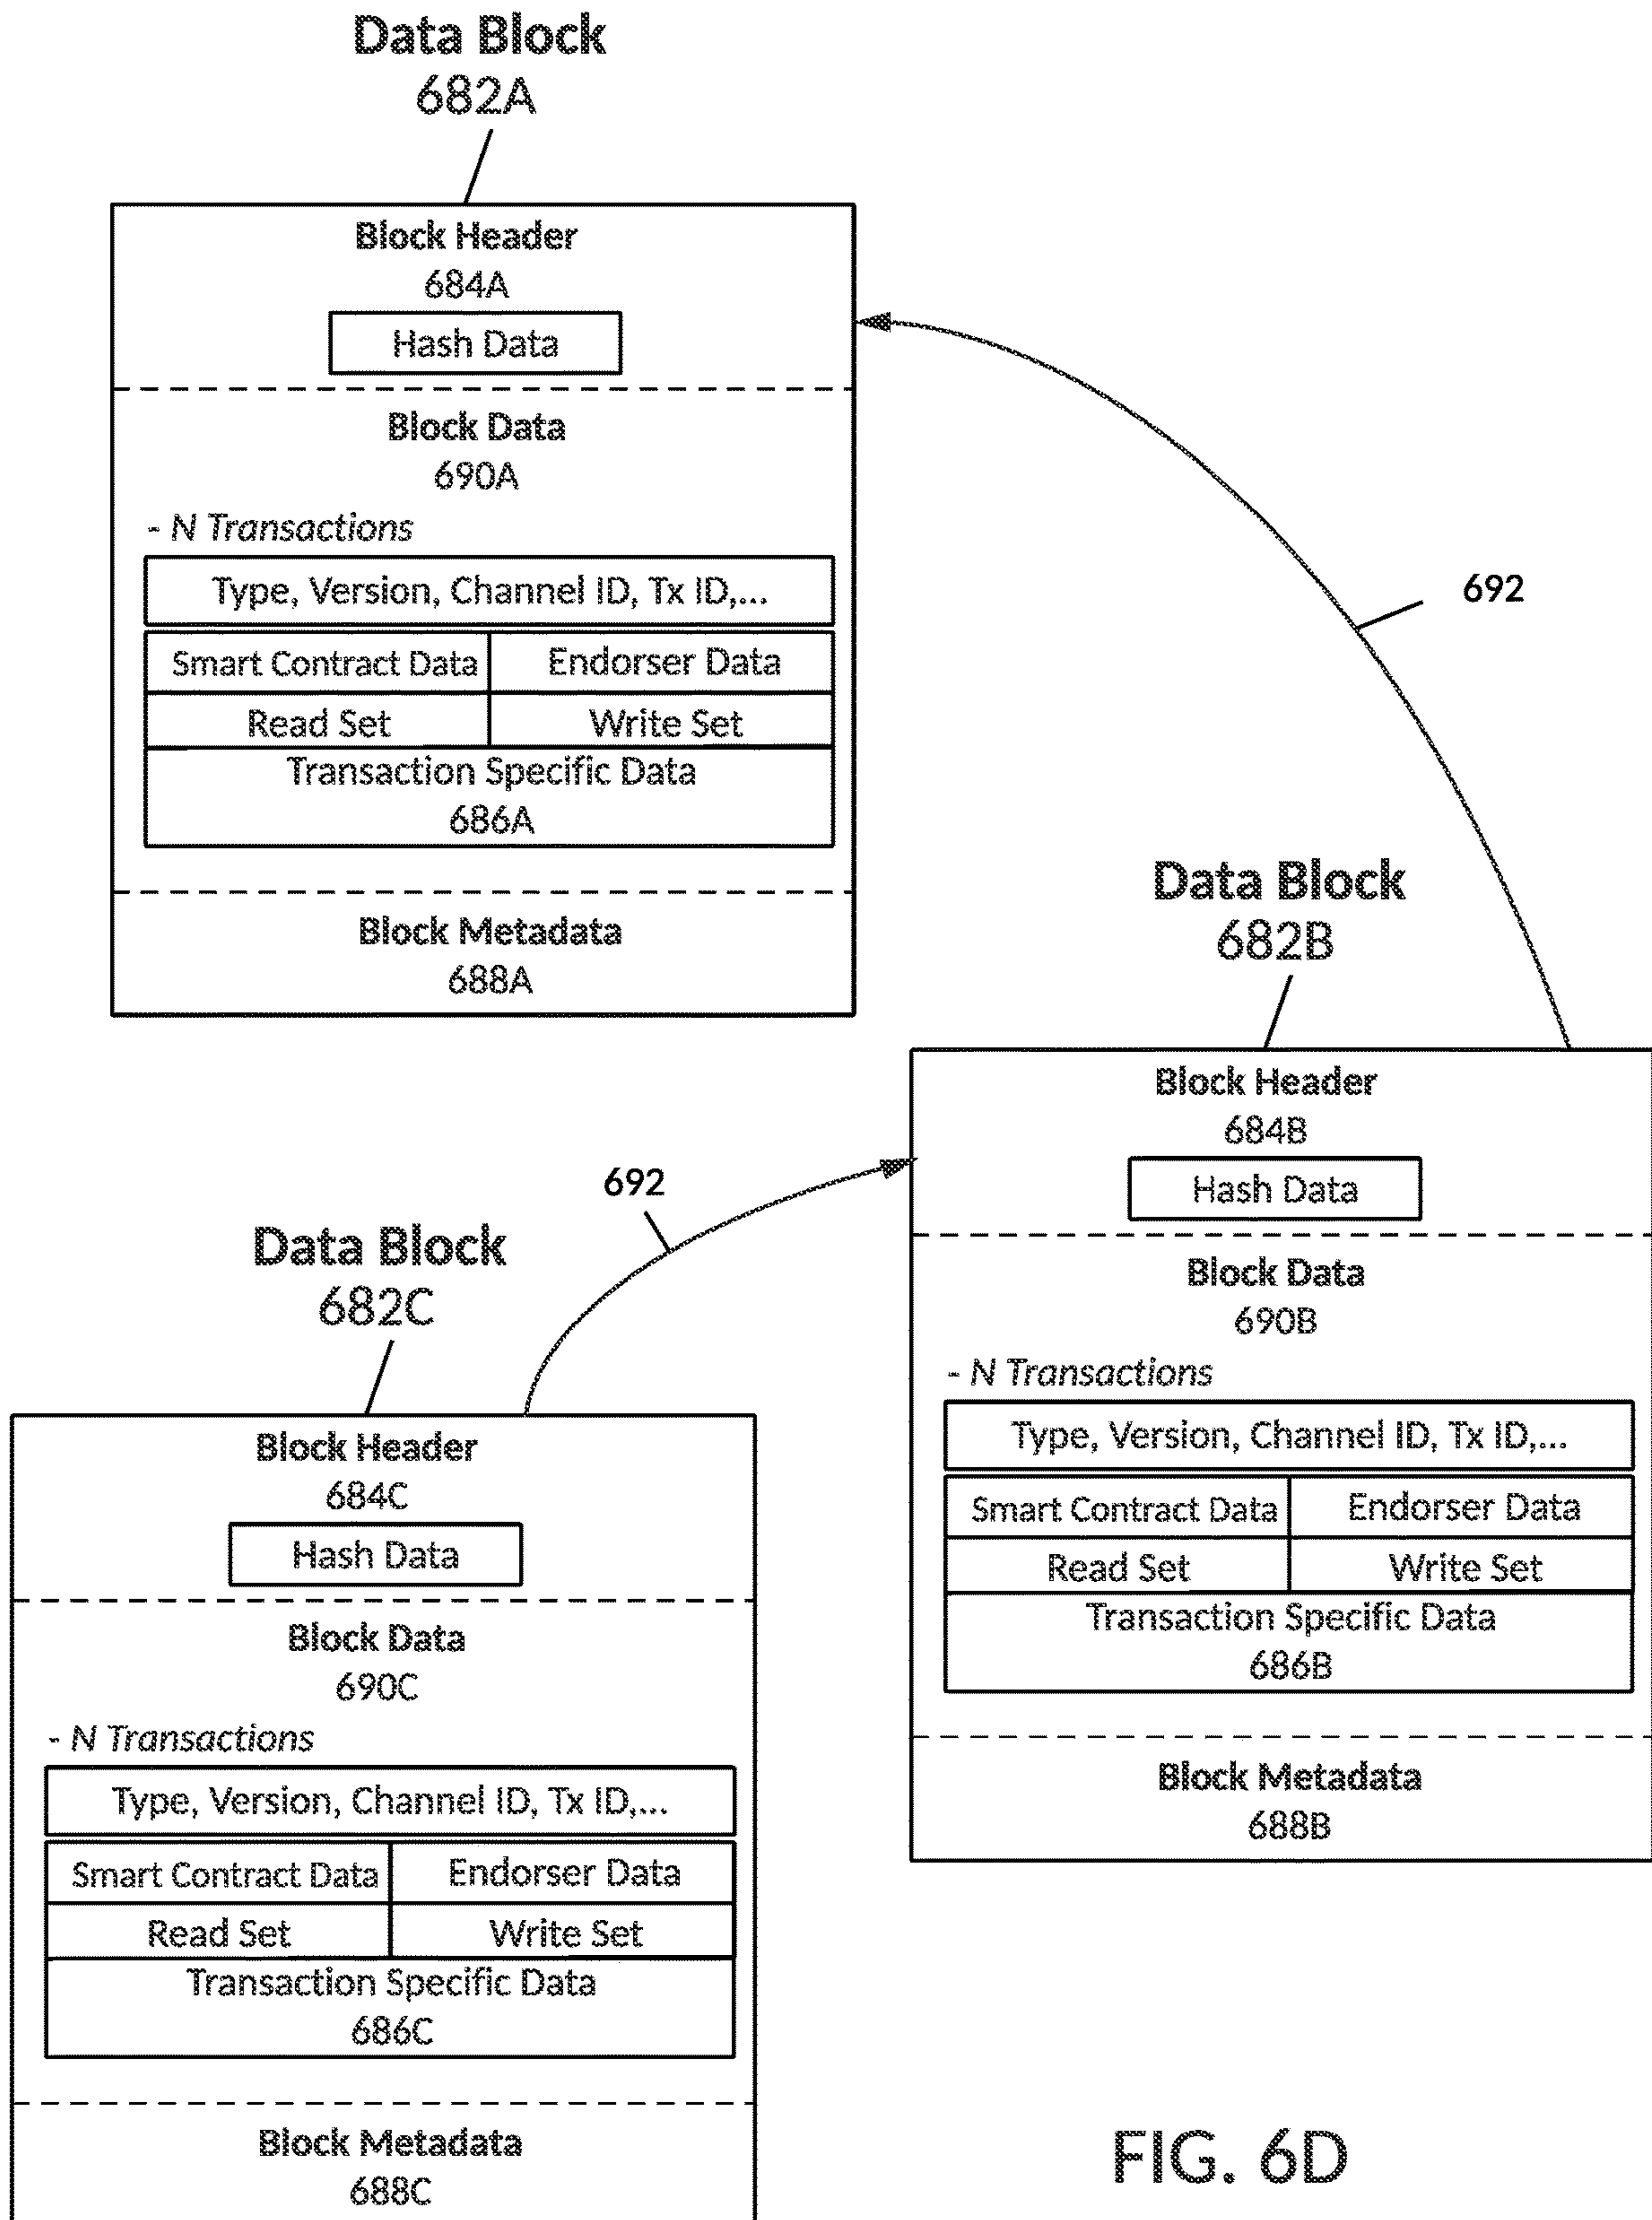 Data Block
682A
Block Header
684A
Hash Data
Block Data
690A
- N Transactions
Type, Version, Channel ID, Tx ID,...
Smart Contract Data
Endorser Data
Read Set
Write Set
Transaction Specific Data
686A
Block Metadata
688A
692
Data Block
682B
Block Header
684B
Hash Data
Block Data
690B
- N Transactions
Type, Version, Channel ID, Tx ID,...
Smart Contract Data
Endorser Data
Read Set
Write Set
Transaction Specific Data
686B
Block Metadata
688B
692
Data Block
682C
Block Header
684C
Hash Data
Block Data
690C
- N Transactions
Type, Version, Channel ID, Tx ID,...
Smart Contract Data
Endorser Data
Read Set
Write Set
Transaction Specific Data
686C
Block Metadata
688C
FIG. 6D